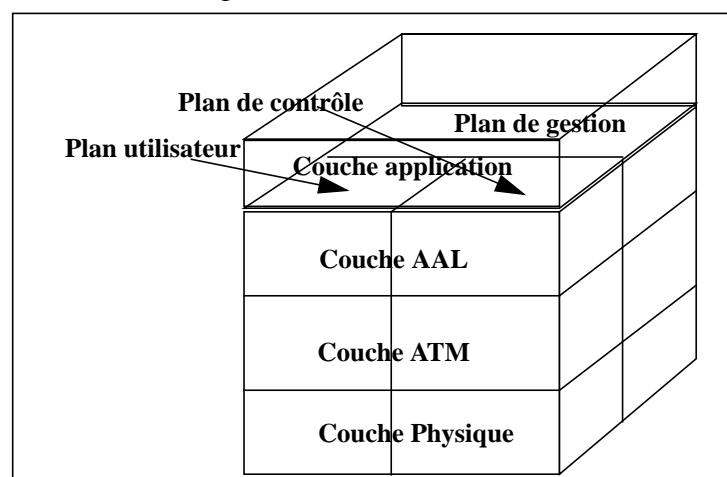 Plan de contrôle
Plan de gestion
Plan utilisateur
Couche application
Couche AAL
Couche ATM
Couche Physique